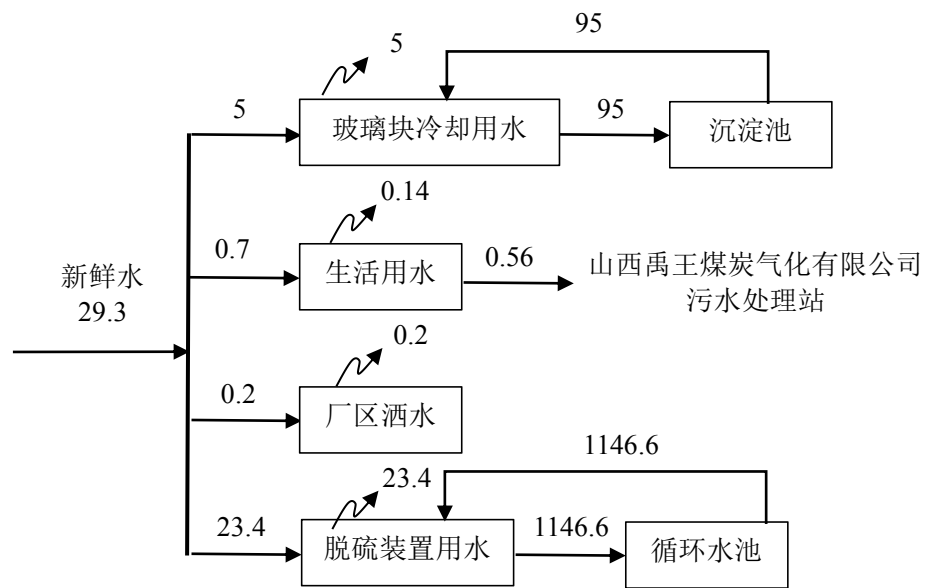 95
5
5
玻璃块冷却用水
95
沉淀池
0.14
0.7
生活用水
0.56
山西禹王煤炭气化有限公司
污水处理站
新鲜水
29.3
0.2
0.2
厂区洒水
1146.6
23.4
23.4
脱硫装置用水
1146.6
循环水池